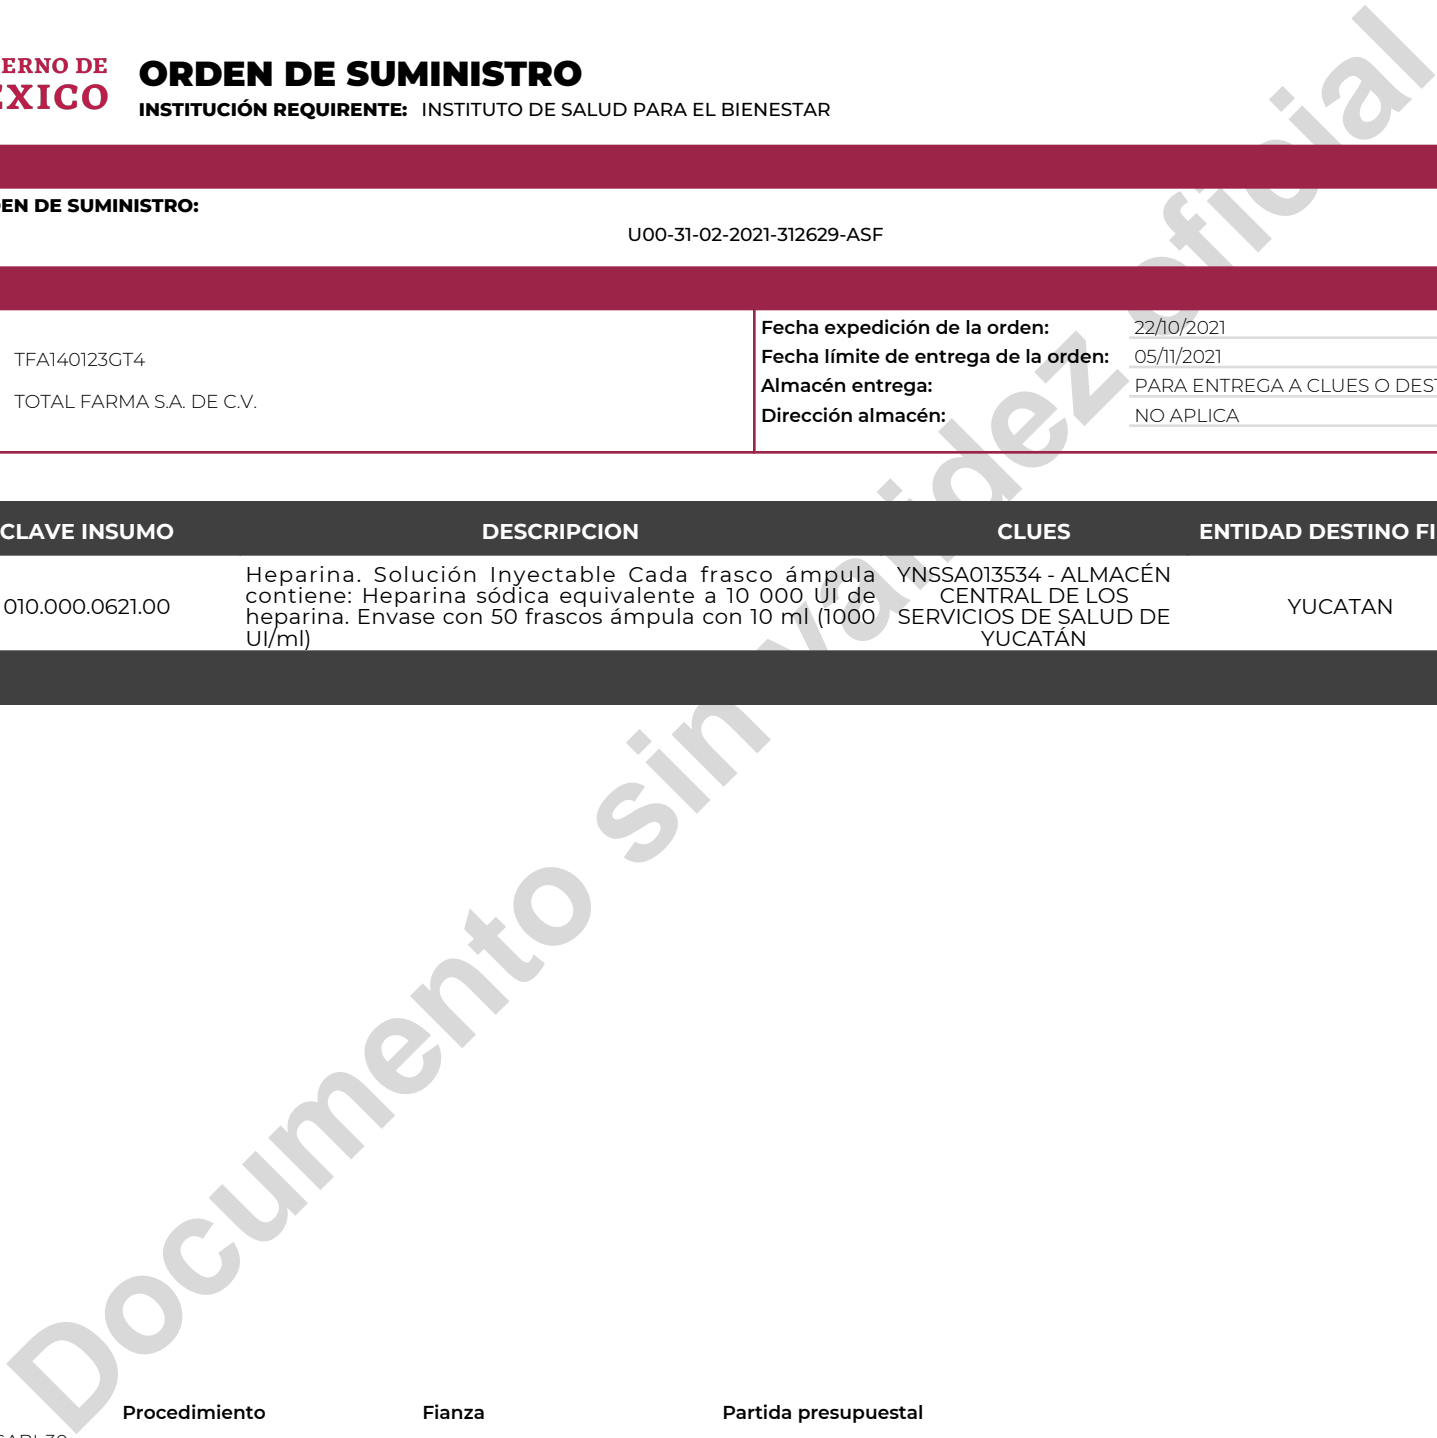 ERNO DE
ORDEN DE SUMINISTRO
EXICO
INSTITUCIÓN REQUIRENTE: INSTITUTO DE SALUD PARA EL BIENESTAR
EN DE SUMINISTRO:
U00-31-02-2021-312629-ASF
TFA140123GT4
TOTAL FARMA S.A. DE C.V.
Fecha expedición de la orden: 22/10/2021
Fecha límite de entrega de la orden: 05/11/2021
Almacén entrega: PARA ENTREGA A CLUES O DEST
Dirección almacén: NO APLICA
CLAVE INSUMO DESCRIPCION CLUES ENTIDAD DESTINO FI
010.000.0621.00
Heparina. Solución Inyectable Cada frasco ámpula
contiene: Heparina sódica equivalente a 10 000 UI de
heparina. Envase con 50 frascos ámpula con 10 ml (1000
UI/ml)
YNSSA013534 - ALMACÉN
CENTRAL DE LOS
SERVICIOS DE SALUD DE
YUCATÁN
YUCATAN
Documento sin validez oficial
Procedimiento Fianza Partida presupuestal